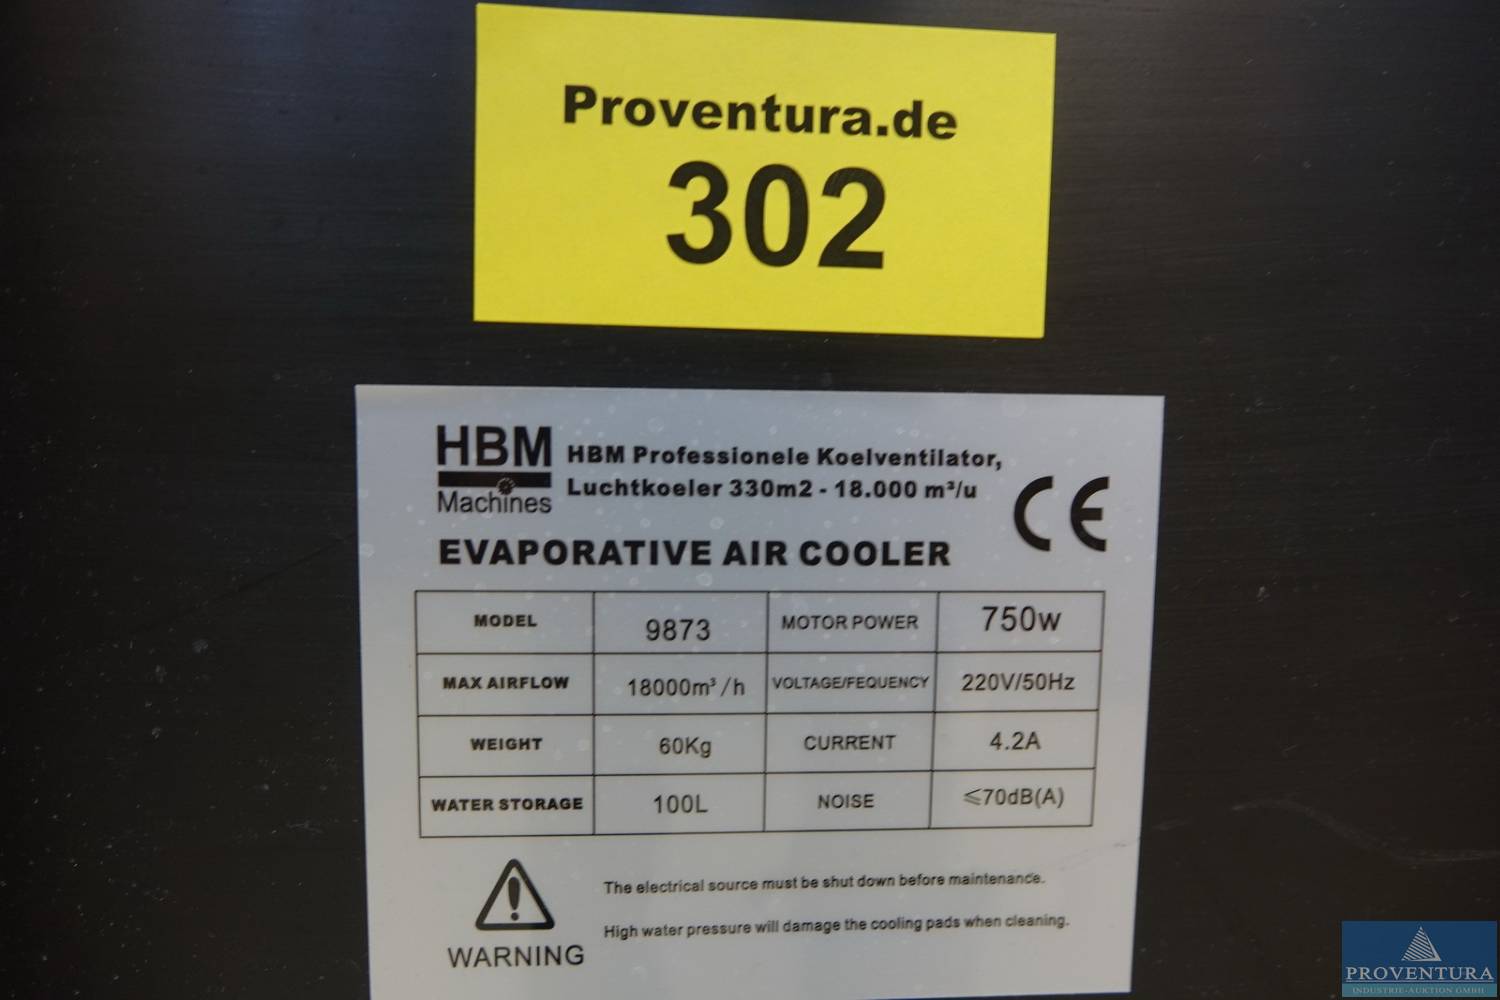 Proventura.de
302
HBM
Machines
HBM Professionele Koelventilator,
Luchtkoeler 330m2 - 18.000 m³/u
CE
EVAPORATIVE AIR COOLER
MODEL 9873 MOTOR POWER 750w
MAX AIRFLOW 18000m³/h VOLTAGE/FEQUENCY 220V/50Hz
WEIGHT 60Kg CURRENT 4.2A
WATER STORAGE 100L NOISE ≤70dB(A)
The electrical source must be shut down before maintenance.
High water pressure will damage the cooling pads when cleaning.
WARNING
PROVENTURA
INDUSTRIE-AUKTION GMBH